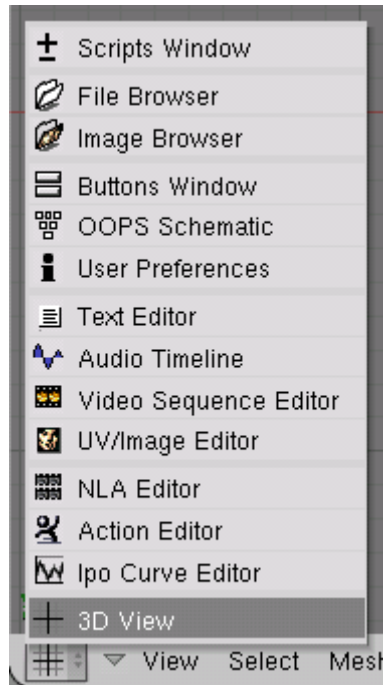 Scripts Window
File Browser
Image Browser
Buttons Window
OOPS Schematic
User Preferences
Text Editor
Audio Timeline
Video Sequence Editor
UV/Image Editor
NLA Editor
Action Editor
Ipo Curve Editor
3D View
View Select Mesh